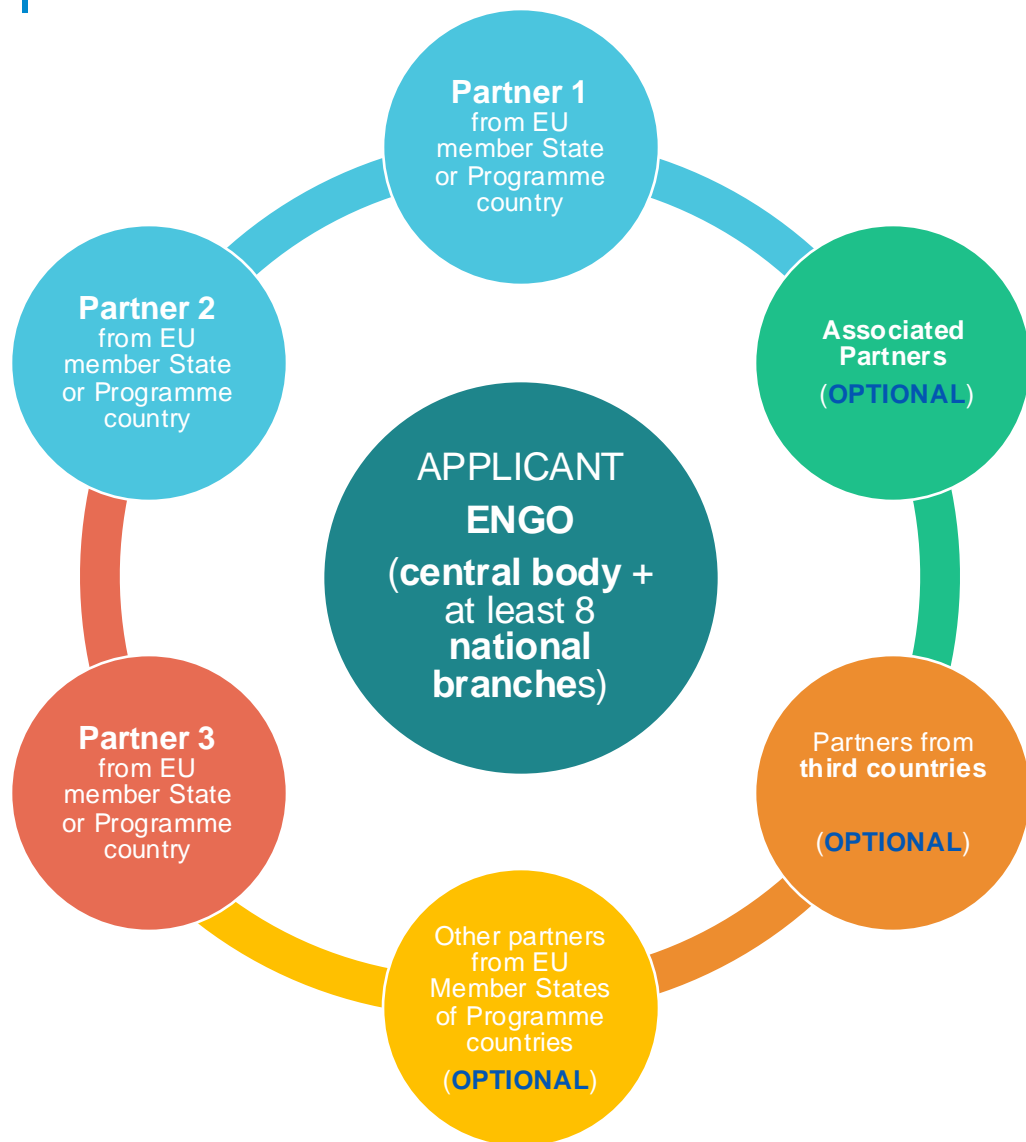 Partner 1
from EU
member State
or Programme
country
Partner 2
from EU
member State
or Programme
country
Associated
Partners
(OPTIONAL)
APPLICANT
ENGO
(central body +
at least 8
national
branches)
Partner 3
from EU
member State
or Programme
country
Partners from
third countries
(OPTIONAL)
Other partners
from EU
Member States
of Programme
countries
(OPTIONAL)